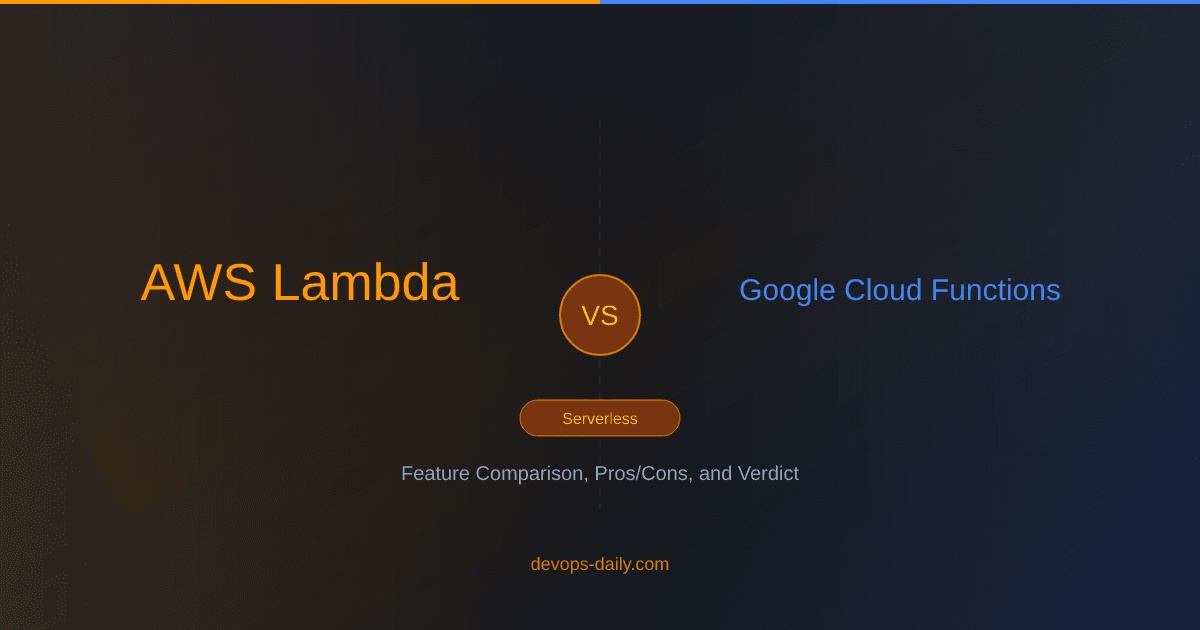 AWS Lambda
VS
Google Cloud Functions
Serverless
Feature Comparison, Pros/Cons, and Verdict
devops-daily.com